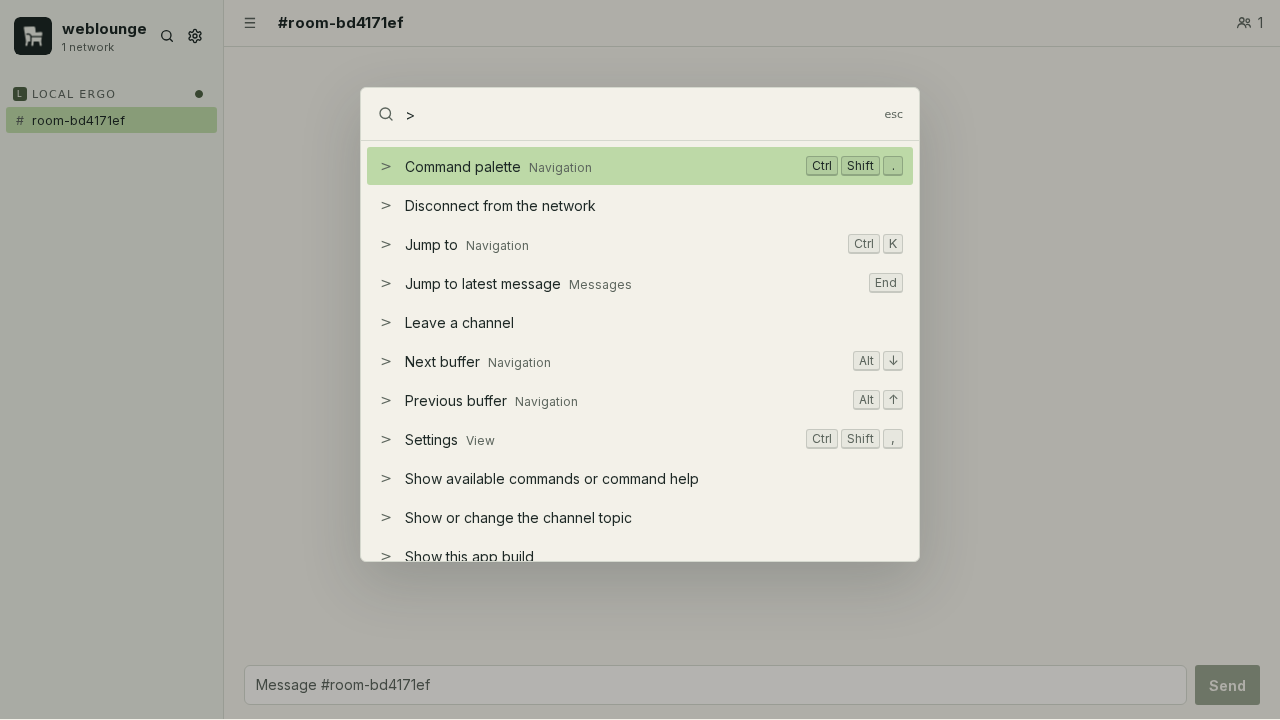 weblounge
1 network
L LOCAL ERGO
# room-bd4171ef
#room-bd4171ef
1
> esc
> Command palette Navigation Ctrl Shift .
> Disconnect from the network
> Jump to Navigation Ctrl K
> Jump to latest message Messages End
> Leave a channel
> Next buffer Navigation Alt ↓
> Previous buffer Navigation Alt ↑
> Settings View Ctrl Shift ,
> Show available commands or command help
> Show or change the channel topic
> Show this app build
Message #room-bd4171ef
Send